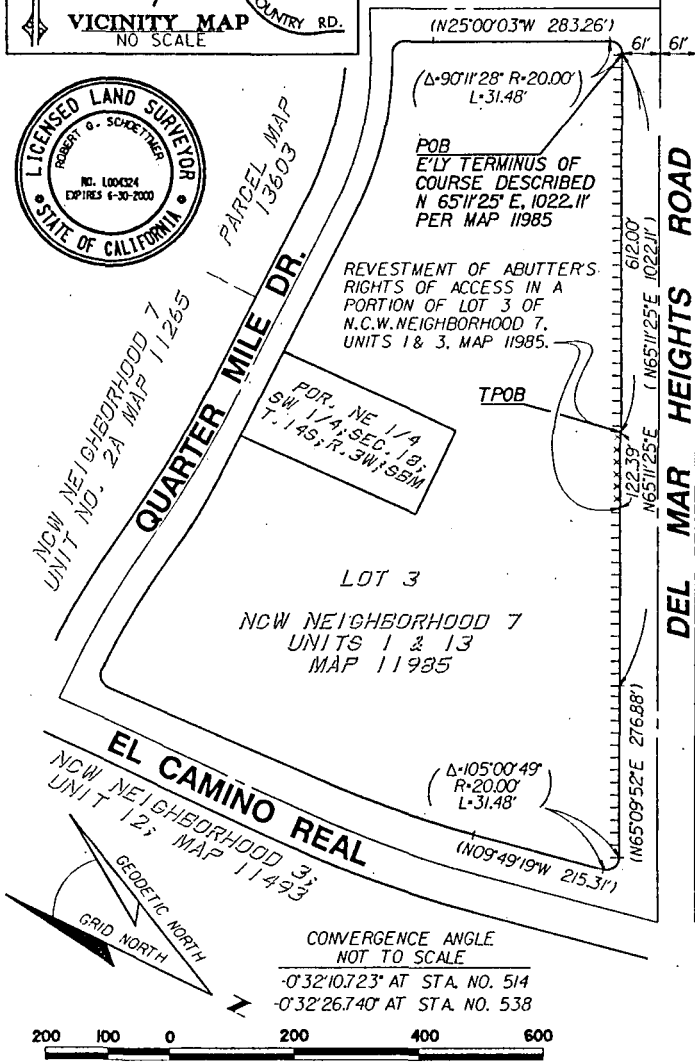 COUNTRY RD.
VICINITY MAP
NO SCALE
LICENSED LAND SURVEYOR
ROBERT G. SCHOETTMER
NO. L004324
EXPIRES 6-30-2000
STATE OF CALIFORNIA
(N25°00'03"W 283.26')
61' 61'
(Δ=90°11'28" R=20.00'
L=31.48')
POB
E'LY TERMINUS OF
COURSE DESCRIBED
N 65°11'25" E, 1022.11'
PER MAP 11985
PARCEL MAP
13603
REVESTMENT OF ABUTTER'S
RIGHTS OF ACCESS IN A
PORTION OF LOT 3 OF
N.C.W. NEIGHBORHOOD 7,
UNITS 1 & 3, MAP 11985.
612.00'
(N65°11'25"E 1022.11')
DEL MAR HEIGHTS ROAD
NCW NEIGHBORHOOD 7
UNIT NO. 2A MAP 11265
QUARTER MILE DR.
TPOB
POR. NE 1/4
SW 1/4, SEC. 18,
T.14S, R.3W, SBM
122.39'
N65°11'25"E
LOT 3
NCW NEIGHBORHOOD 7
UNITS 1 & 13
MAP 11985
(N65°09'52"E 276.88')
EL CAMINO REAL
NCW NEIGHBORHOOD 3,
UNIT 12, MAP 11493
(Δ=105°00'49"
R=20.00'
L=31.48')
(N09°49'19"W 215.31')
GEODETIC NORTH
GRID NORTH
Z
CONVERGENCE ANGLE
NOT TO SCALE
-0°32'10.723" AT STA. NO. 514
-0°32'26.740" AT STA. NO. 538
200 100 0 200 400 600